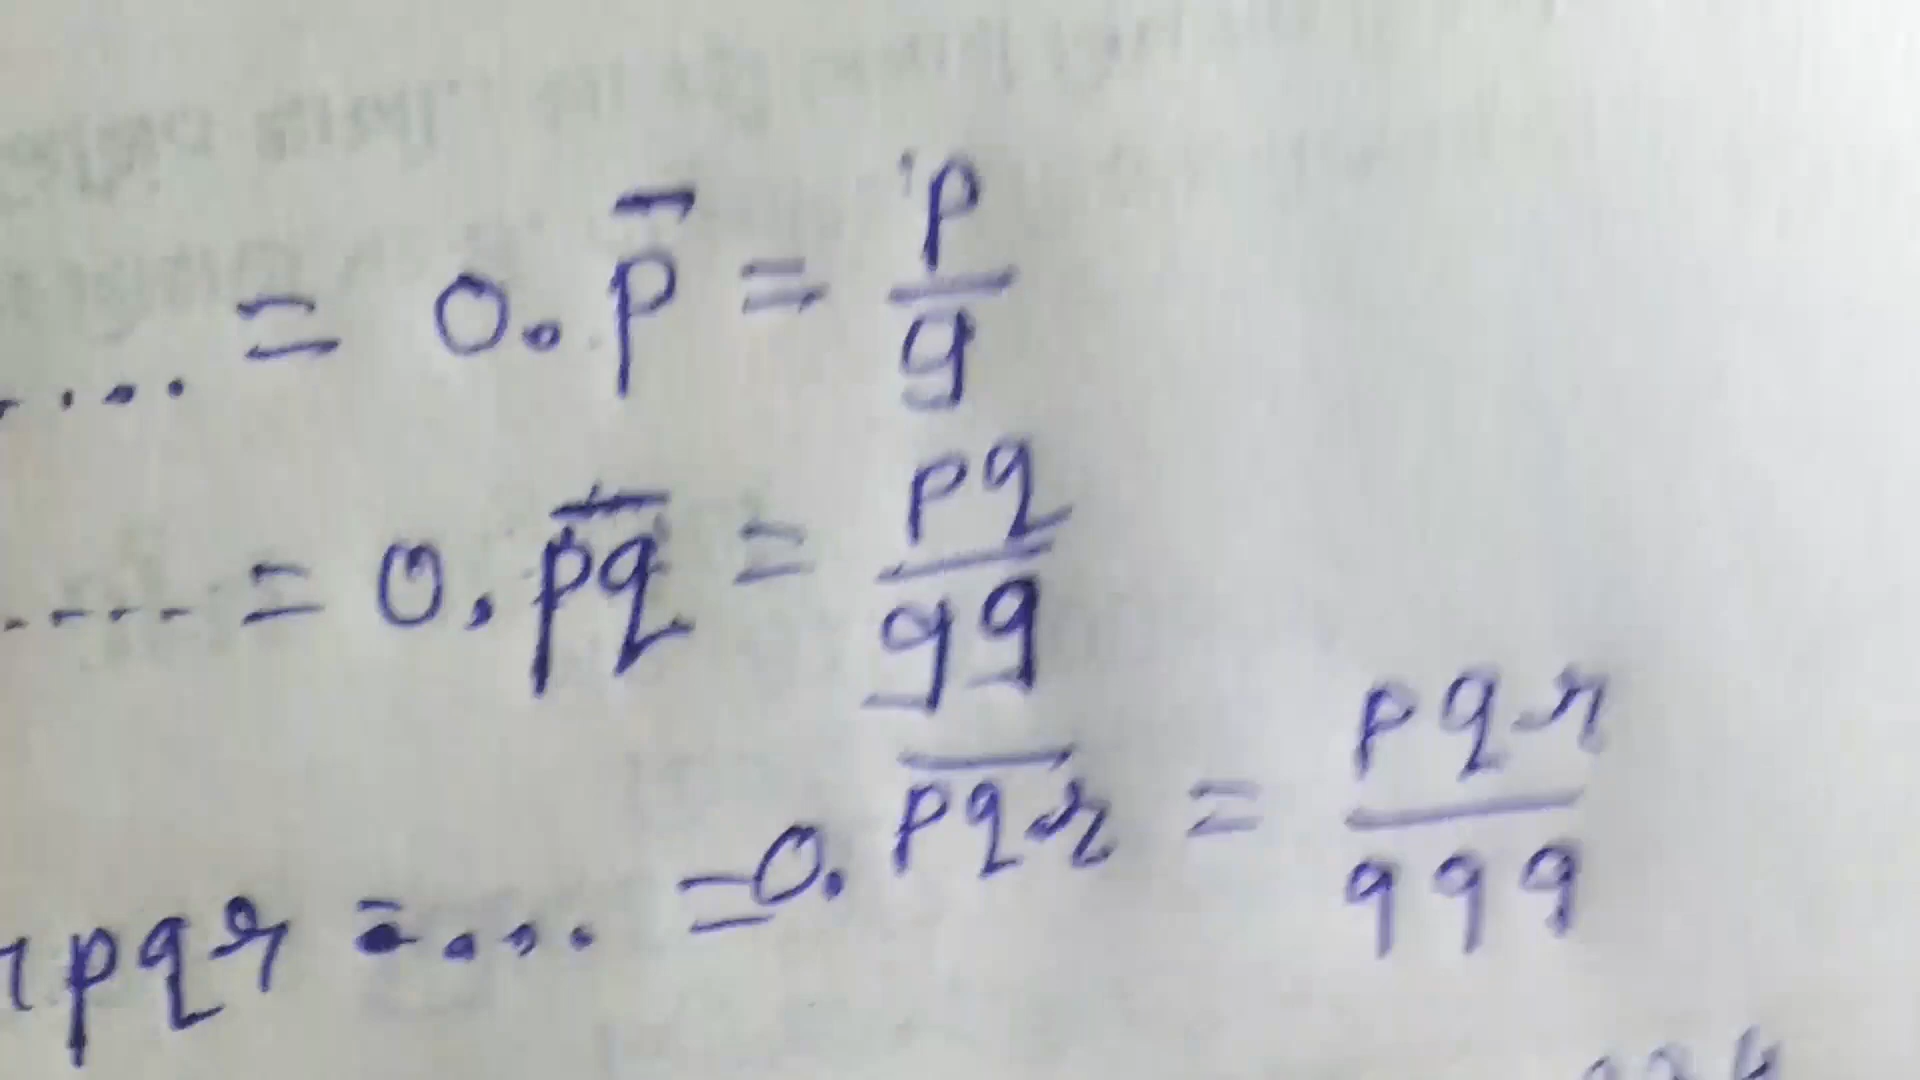 .... = 0.p̅ = p/9
.... = 0.p̅q̅ = pq/99
pqr = .... = 0.p̅q̅r̅ = pqr/999